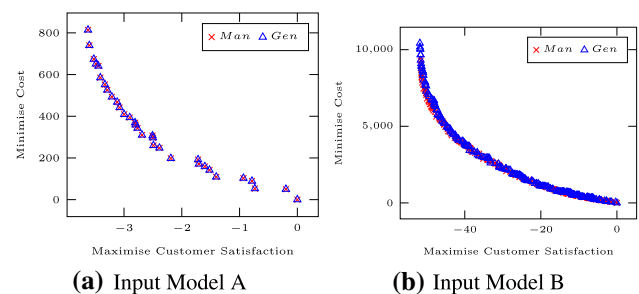 800
600
400
200
0
−3
−2
−1
0
Minimise Cost
Maximise Customer Satisfaction
Man Gen
(a) Input Model A
10,000
5,000
0
−40
−20
0
Minimise Cost
Maximise Customer Satisfaction
Man Gen
(b) Input Model B